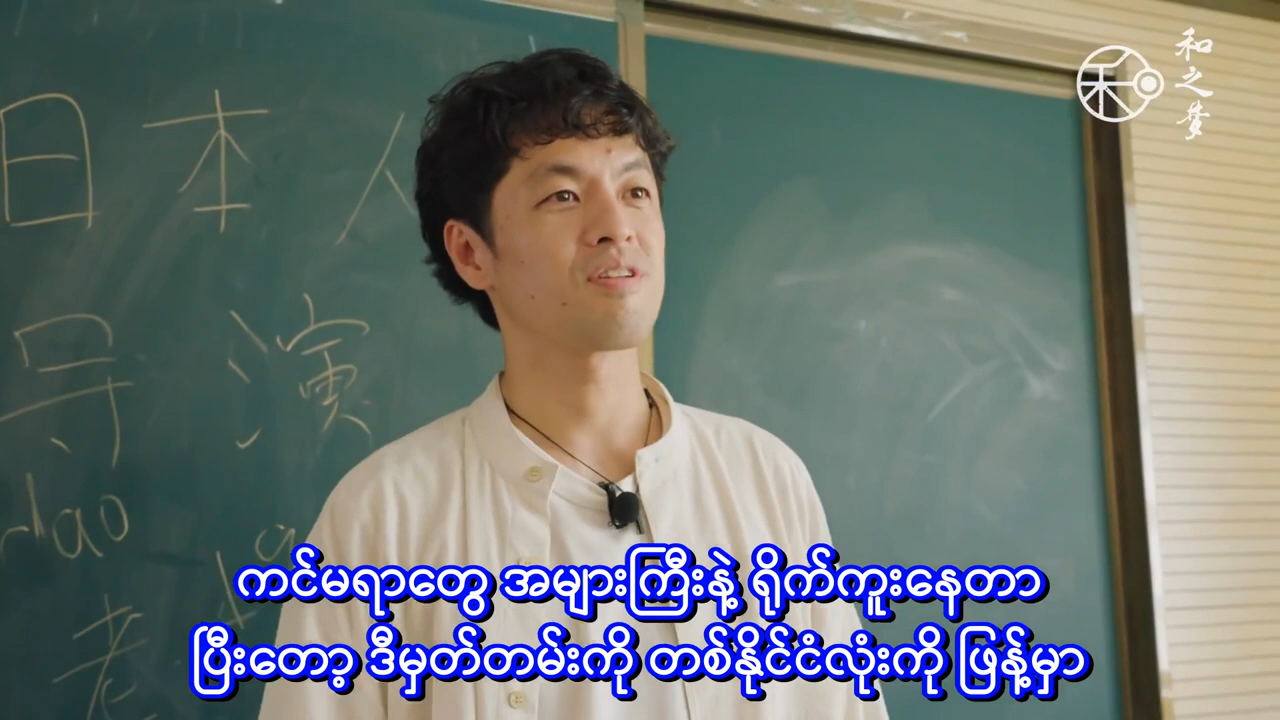 和之梦
日本人
导演
dao
老
ကင်မရာတွေ အများကြီးနဲ့ ရိုက်ကူးနေတာ
ပြီးတော့ ဒီမှတ်တမ်းကို တစ်နိုင်ငံလုံးကို ဖြန့်မှာ